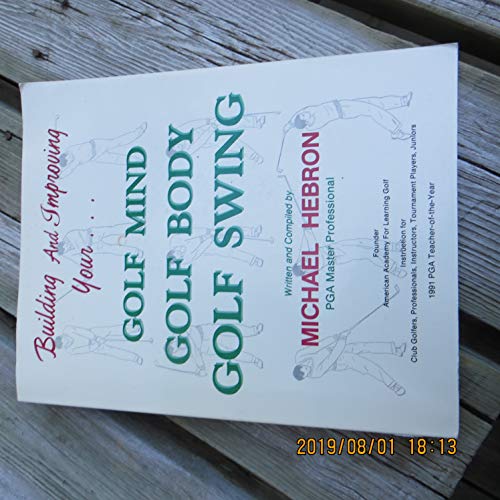 Building And Improving
Your....
GOLF MIND
GOLF BODY
GOLF SWING
Written and Compiled by
MICHAEL HEBRON
PGA Master Professional
Founder
American Academy For Learning Golf
Instruction for
Club Golfers, Professionals, Instructors, Tournament Players, Juniors
1991 PGA Teacher-of-the-Year
2019/08/01 18:13